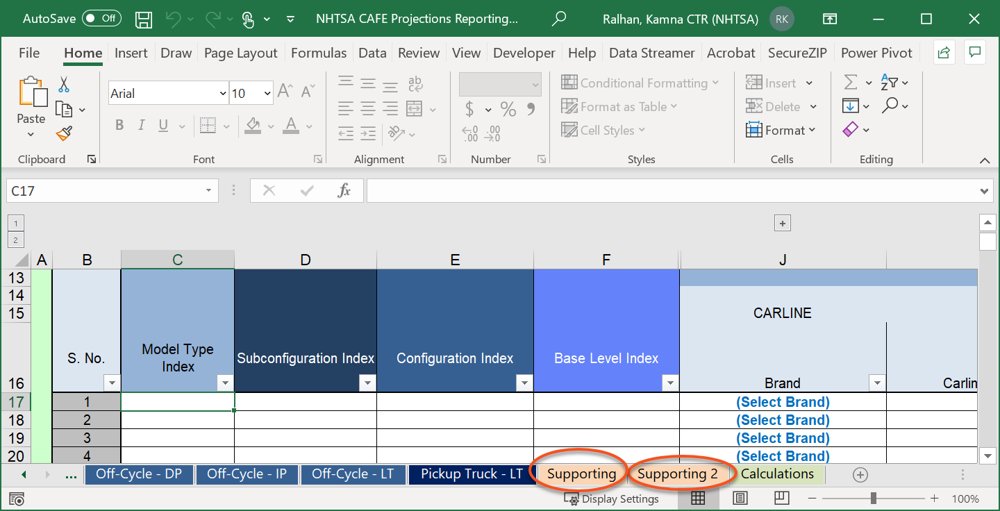 AutoSave Off NHTSA CAFE Projections Reporting... Ralhan, Kamna CTR (NHTSA) RK
File Home Insert Draw Page Layout Formulas Data Review View Developer Help Data Streamer Acrobat SecureZIP Power Pivot
Paste
Clipboard
Arial 10
B I U A
Font
ab
Alignment
$ % 9
.00
Number
Conditional Formatting
Format as Table
Cell Styles
Styles
Insert
Delete
Format
Cells
Editing
C17 fx
1
2
A B C D E F J
13
14
15 CARLINE
16 S. No. Model Type Index Subconfiguration Index Configuration Index Base Level Index Brand Carlin
17 1 (Select Brand)
18 2 (Select Brand)
19 3 (Select Brand)
20 4 (Select Brand)
... Off-Cycle - DP Off-Cycle - IP Off-Cycle - LT Pickup Truck - LT Supporting Supporting 2 Calculations
Display Settings 100%